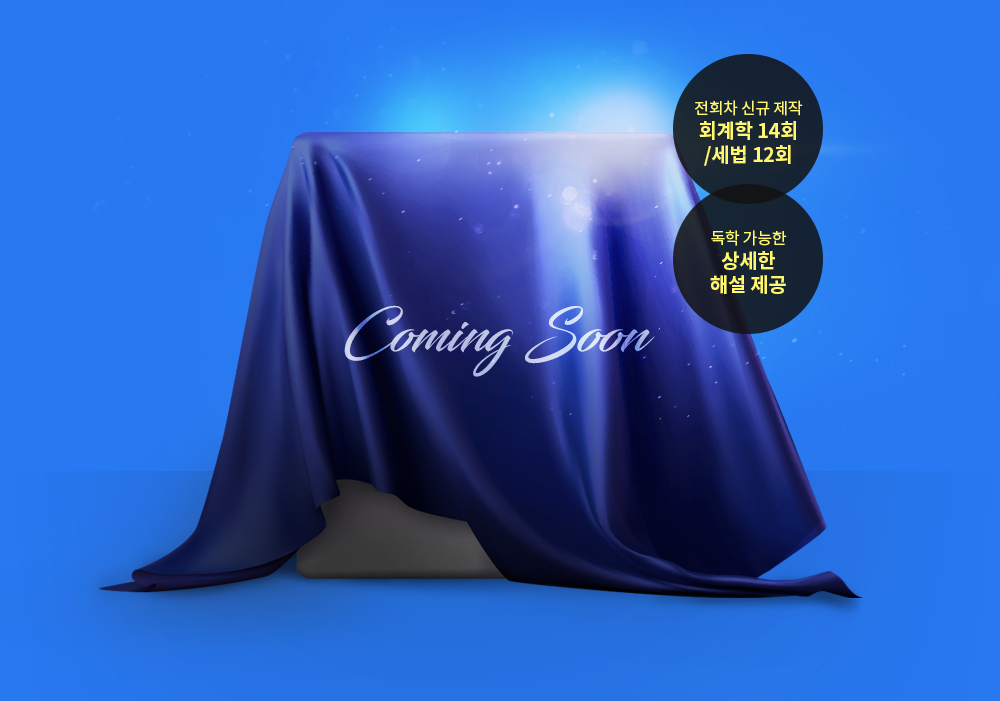 전회차 신규 제작
회계학 14회
/세법 12회
독학 가능한
상세한
해설 제공
Coming Soon